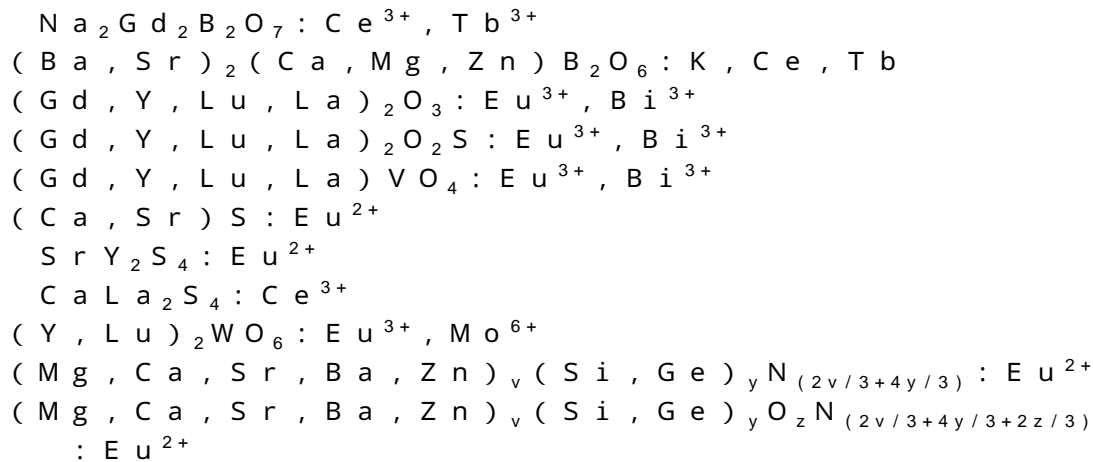 Na₂Gd₂B₂O₇:Ce³⁺,Tb³⁺
(Ba,Sr)₂(Ca,Mg,Zn)B₂O₆:K,Ce,Tb
(Gd,Y,Lu,La)₂O₃:Eu³⁺,Bi³⁺
(Gd,Y,Lu,La)₂O₂S:Eu³⁺,Bi³⁺
(Gd,Y,Lu,La)VO₄:Eu³⁺,Bi³⁺
(Ca,Sr)S:Eu²⁺
SrY₂S₄:Eu²⁺
CaLa₂S₄:Ce³⁺
(Y,Lu)₂WO₆:Eu³⁺,Mo⁶⁺
(Mg,Ca,Sr,Ba,Zn)ᵥ(Si,Ge)_yN_(2v/3+4y/3):Eu²⁺
(Mg,Ca,Sr,Ba,Zn)ᵥ(Si,Ge)_yO_zN_(2v/3+4y/3+2z/3)
:Eu²⁺